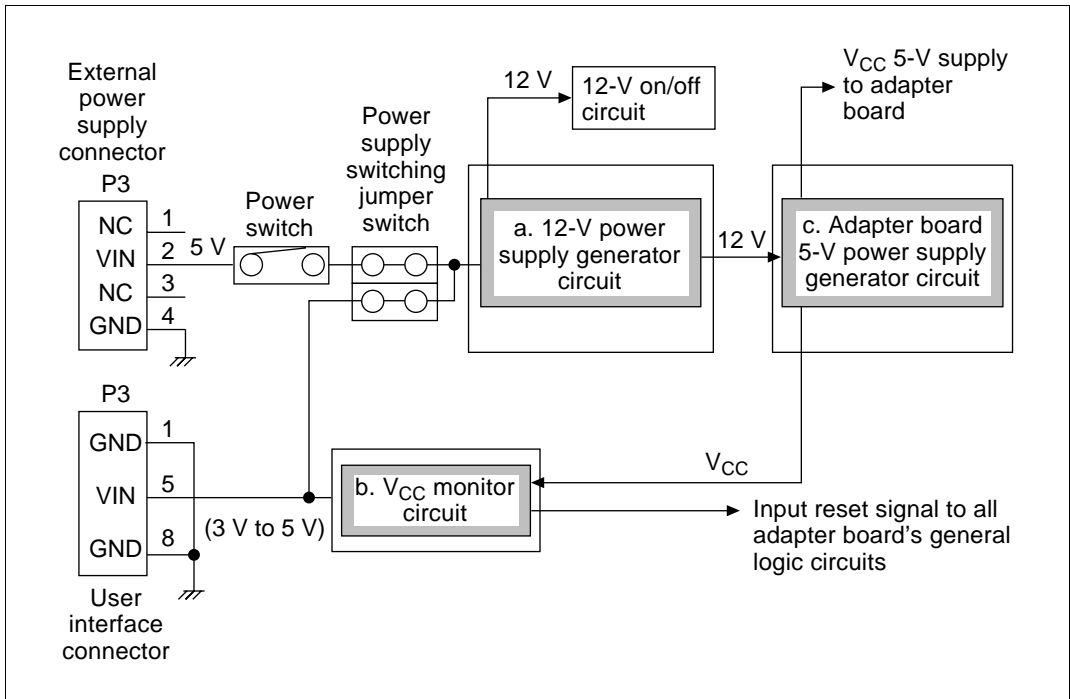 External
power
supply
connector
P3
NC 1
VIN 2
NC 3
GND 4
5 V
Power
switch
Power
supply
switching
jumper
switch
12 V
12-V on/off
circuit
a. 12-V power
supply generator
circuit
12 V
VCC 5-V supply
to adapter
board
c. Adapter board
5-V power supply
generator circuit
P3
GND 1
VIN 5
GND 8
(3 V to 5 V)
User
interface
connector
b. VCC monitor
circuit
VCC
Input reset signal to all
adapter board's general
logic circuits